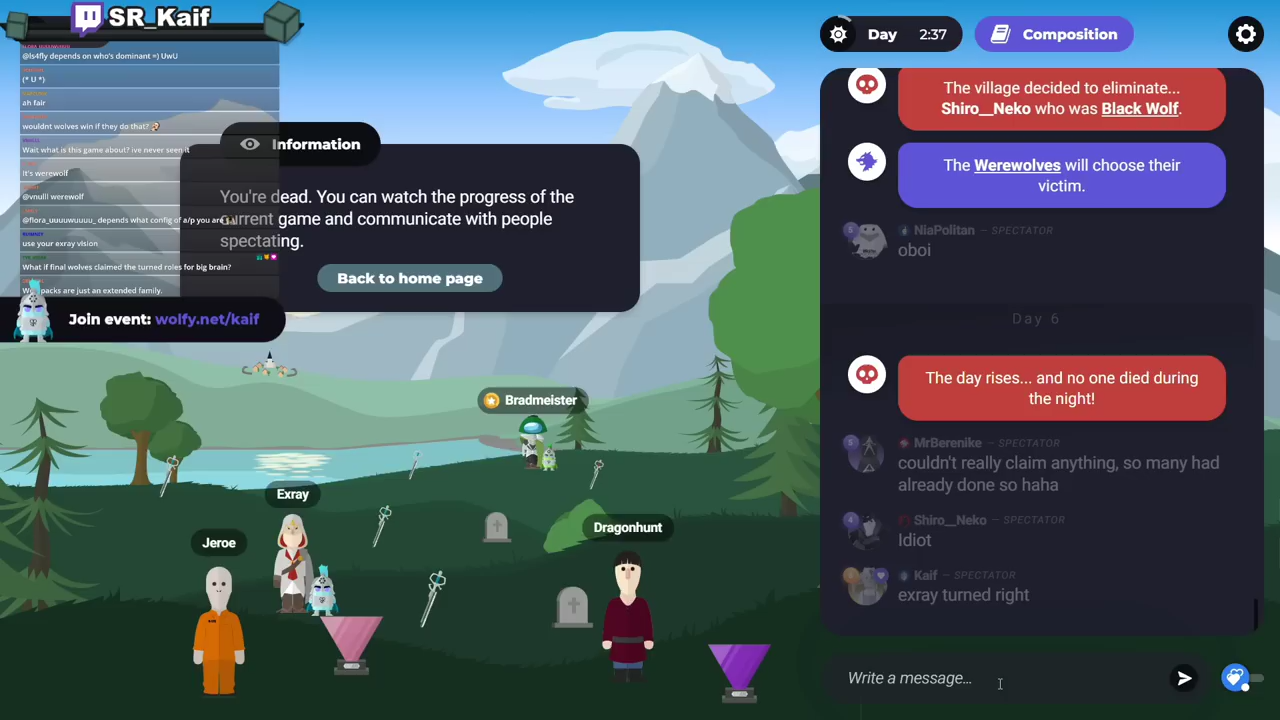 SR_Kaif
@ls4fly depends on who's dominant =) UwU
(* U *)
ah fair
wouldnt wolves win if they do that?
Wait what is this game about? ive never seen it
It's werewolf
@vnulll werewolf
@flora_uuuuwuuuu_ depends what config of a/p you are
use your exray vision
What if final wolves claimed the turned roles for big brain?
packs are just an extended family.
Join event: wolfy.net/kaif
Information
You're dead. You can watch the progress of the
current game and communicate with people
spectating.
Back to home page
Bradmeister
Exray
Jeroe
Dragonhunt
Day 2:37
Composition
The village decided to eliminate...
Shiro__Neko who was Black Wolf.
The Werewolves will choose their
victim.
NiaPolitan — SPECTATOR
oboi
Day 6
The day rises... and no one died during
the night!
MrBerenike — SPECTATOR
couldn't really claim anything, so many had
already done so haha
Shiro__Neko — SPECTATOR
Idiot
Kaif — SPECTATOR
exray turned right
Write a message...